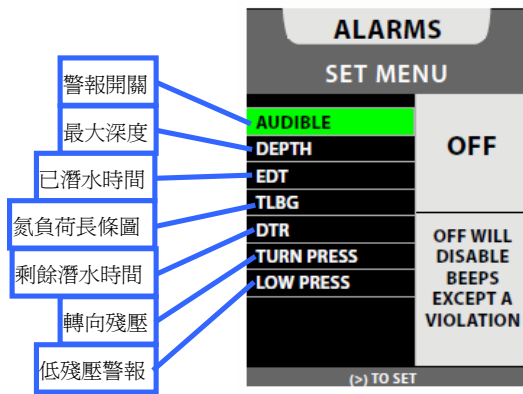 ALARMS
SET MENU
警報開關
最大深度
已潛水時間
氮負荷長條圖
剩餘潛水時間
轉向殘壓
低殘壓警報
AUDIBLE
DEPTH
EDT
TLBG
DTR
TURN PRESS
LOW PRESS
OFF
OFF WILL
DISABLE
BEEPS
EXCEPT A
VIOLATION
(>) TO SET